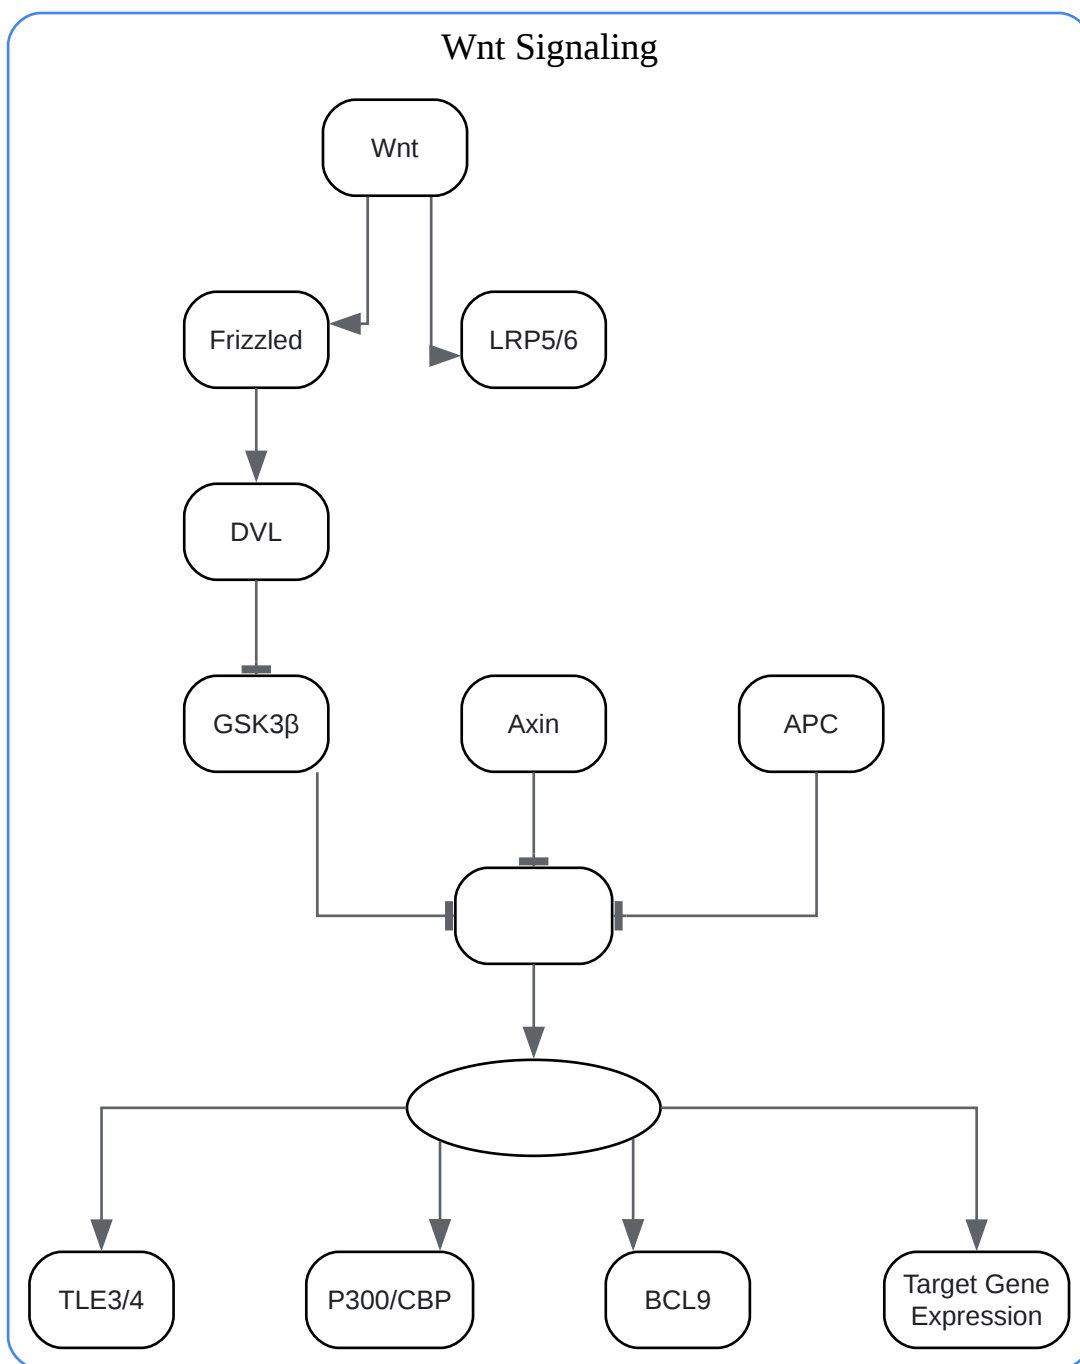 Wnt Signaling
Wnt
Frizzled
LRP5/6
DVL
GSK3β
Axin
APC
TLE3/4
P300/CBP
BCL9
Target Gene
Expression